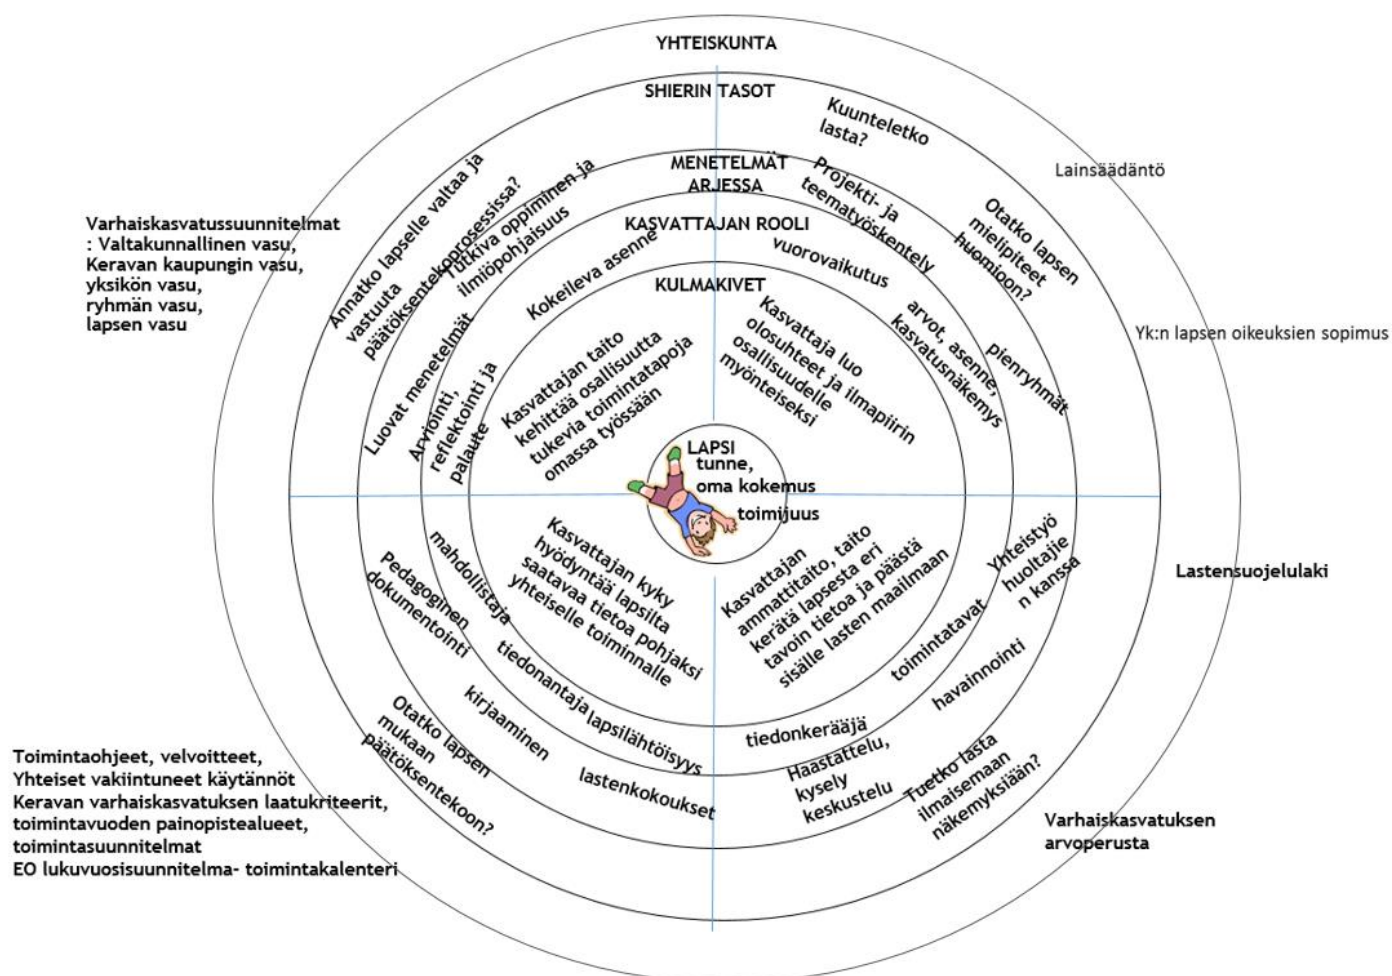 YHTEISKUNTA
SHIERIN TASOT
Kuunteletko
lasta?
Otatko lapsen
mielipiteet
huomioon?
Tuetko lasta
ilmaisemaan
näkemyksiään?
Otatko lapsen
mukaan
päätöksentekoon?
Annatko lapselle valtaa ja
vastuuta
päätöksentekoprosessissa?
MENETELMÄT
ARJESSA
Projekti- ja
teematyöskentely
pienryhmät
Yhteistyö
huoltajie
n kanssa
havainnointi
Haastattelu,
kysely
keskustelu
lastenkokoukset
kirjaaminen
Pedagoginen
dokumentointi
Luovat menetelmät
Tutkiva oppiminen ja
ilmiöpohjaisuus
KASVATTAJAN ROOLI
vuorovaikutus
arvot, asenne,
kasvatusnäkemys
toimintatavat
tiedonkerääjä
lapsilähtöisyys
tiedonantaja
mahdollistaja
Arviointi,
reflektointi ja
palaute
Kokeileva asenne
KULMAKIVET
Kasvattaja luo
olosuhteet ja ilmapiirin
osallisuudelle
myönteiseksi
Kasvattajan
ammattitaito, taito
kerätä lapsesta eri
tavoin tietoa ja päästä
sisälle lasten maailmaan
Kasvattajan kyky
hyödyntää lapsilta
saatavaa tietoa pohjaksi
yhteiselle toiminnalle
Kasvattajan taito
kehittää osallisuutta
tukevia toimintatapoja
omassa työssään
LAPSI
tunne,
oma kokemus
toimijuus
Lainsäädäntö
Yk:n lapsen oikeuksien sopimus
Lastensuojelulaki
Varhaiskasvatuksen
arvoperusta
Varhaiskasvatussuunnitelmat
: Valtakunnallinen vasu,
Keravan kaupungin vasu,
yksikön vasu,
ryhmän vasu,
lapsen vasu
Toimintaohjeet, velvoitteet,
Yhteiset vakiintuneet käytännöt
Keravan varhaiskasvatuksen laatukriteerit,
toimintavuoden painopistealueet,
toimintasuunnitelmat
EO lukuvuosisuunnitelma- toimintakalenteri